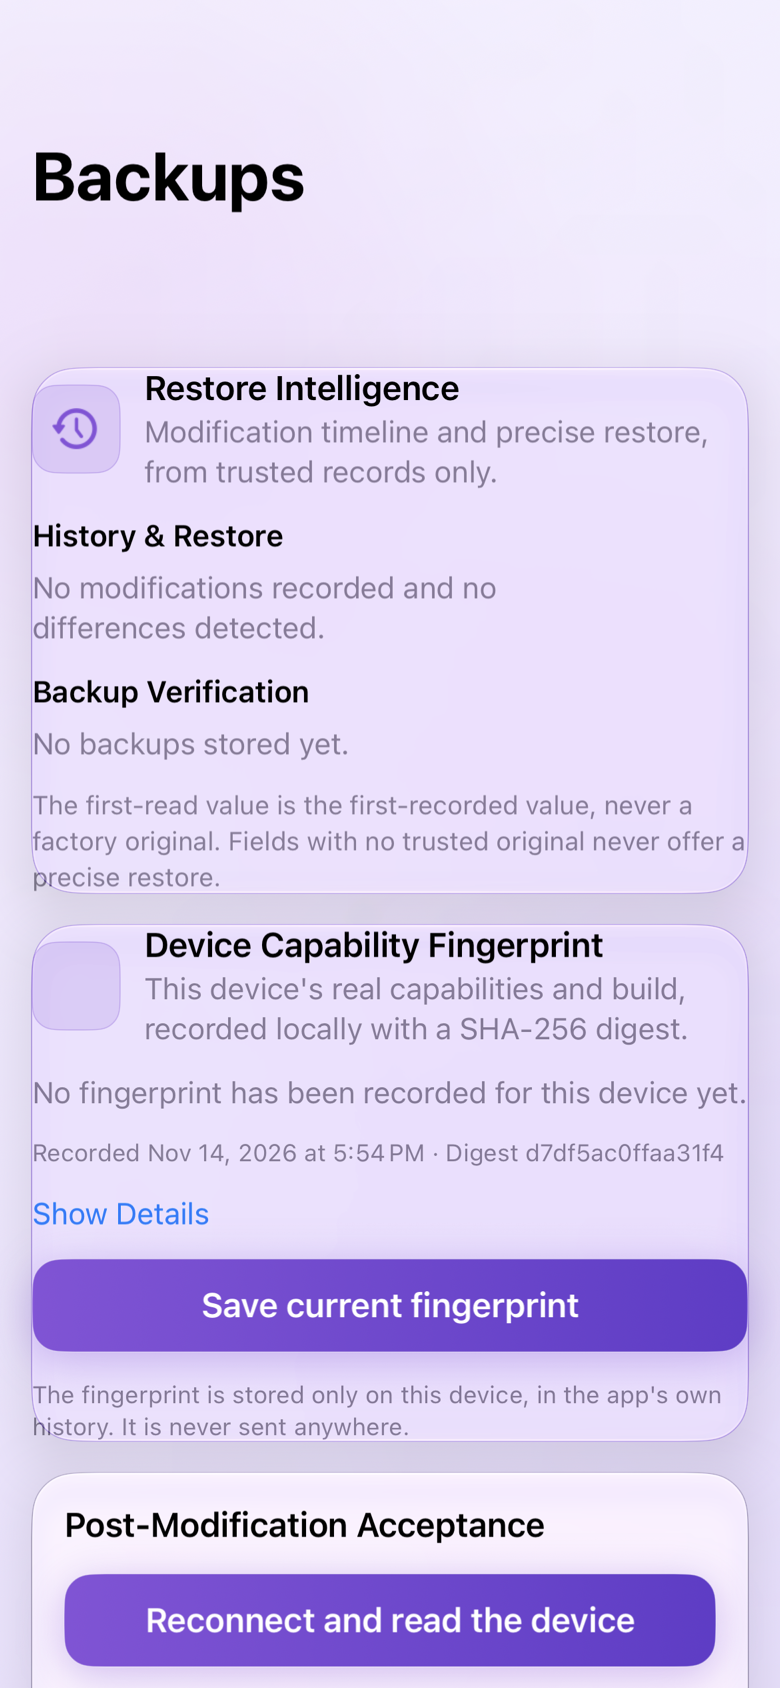 Backups
Restore Intelligence
Modification timeline and precise restore,
from trusted records only.
History & Restore
No modifications recorded and no
differences detected.
Backup Verification
No backups stored yet.
The first-read value is the first-recorded value, never a
factory original. Fields with no trusted original never offer a
precise restore.
Device Capability Fingerprint
This device's real capabilities and build,
recorded locally with a SHA-256 digest.
No fingerprint has been recorded for this device yet.
Recorded Nov 14, 2026 at 5:54 PM · Digest d7df5ac0ffaa31f4
Show Details
Save current fingerprint
The fingerprint is stored only on this device, in the app's own
history. It is never sent anywhere.
Post-Modification Acceptance
Reconnect and read the device